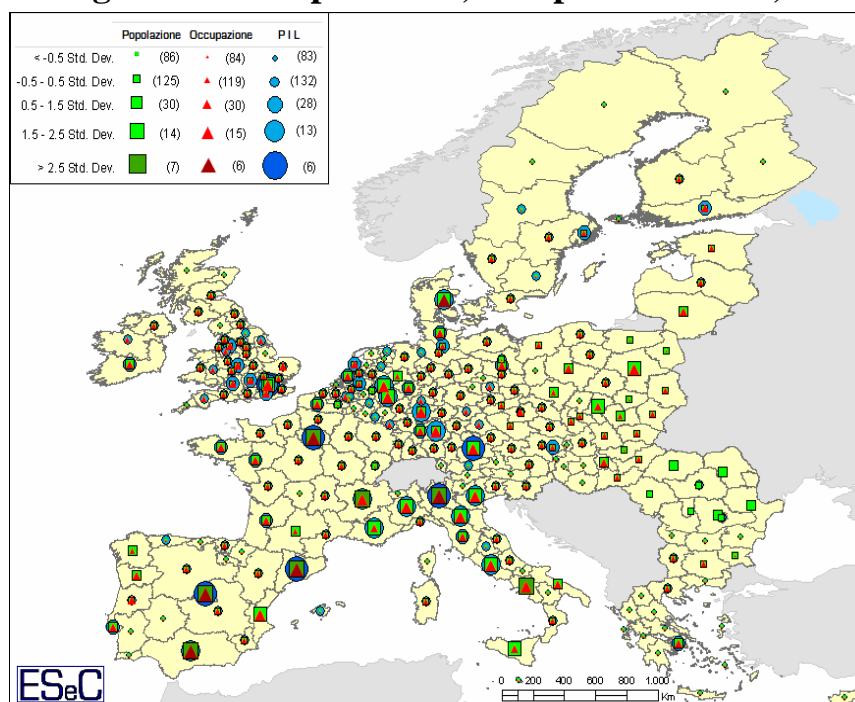 Popolazione Occupazione PIL
< -0.5 Std. Dev. (86) (84) (83)
-0.5 - 0.5 Std. Dev. (125) (119) (132)
0.5 - 1.5 Std. Dev. (30) (30) (28)
1.5 - 2.5 Std. Dev. (14) (15) (13)
> 2.5 Std. Dev. (7) (6) (6)
ESeC
0 200 400 600 800 1.000
Km